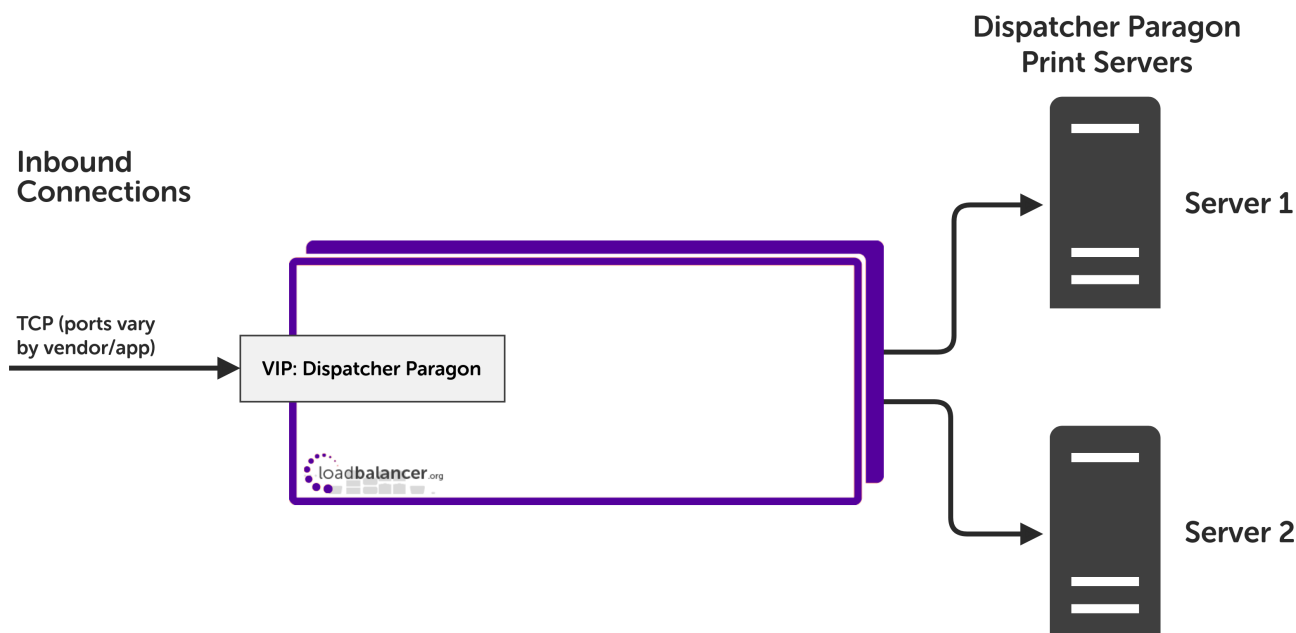 Dispatcher Paragon
Print Servers
Inbound
Connections
Server 1
TCP (ports vary
by vendor/app)
VIP: Dispatcher Paragon
loadbalancer.org
Server 2